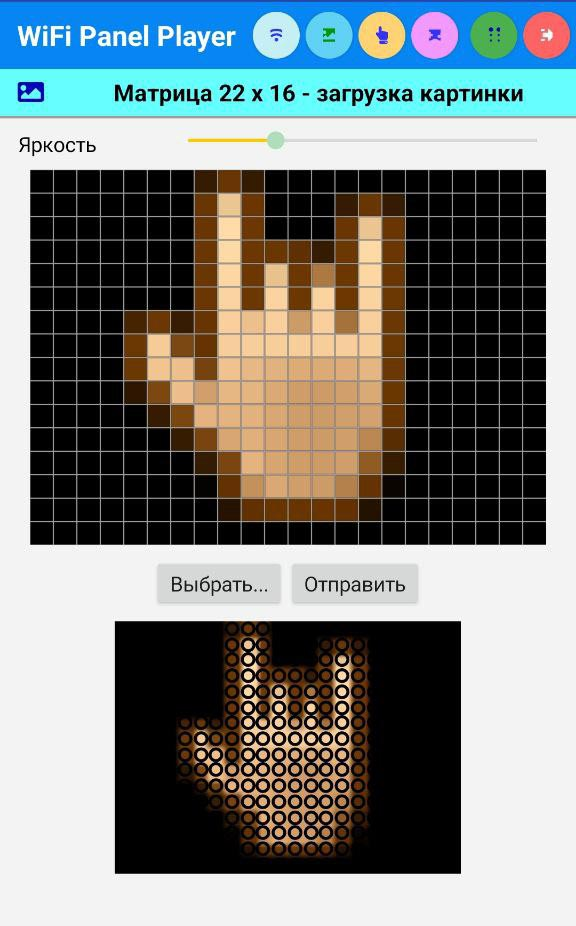 WiFi Panel Player
Матрица 22 x 16 - загрузка картинки
Яркость
Выбрать... Отправить